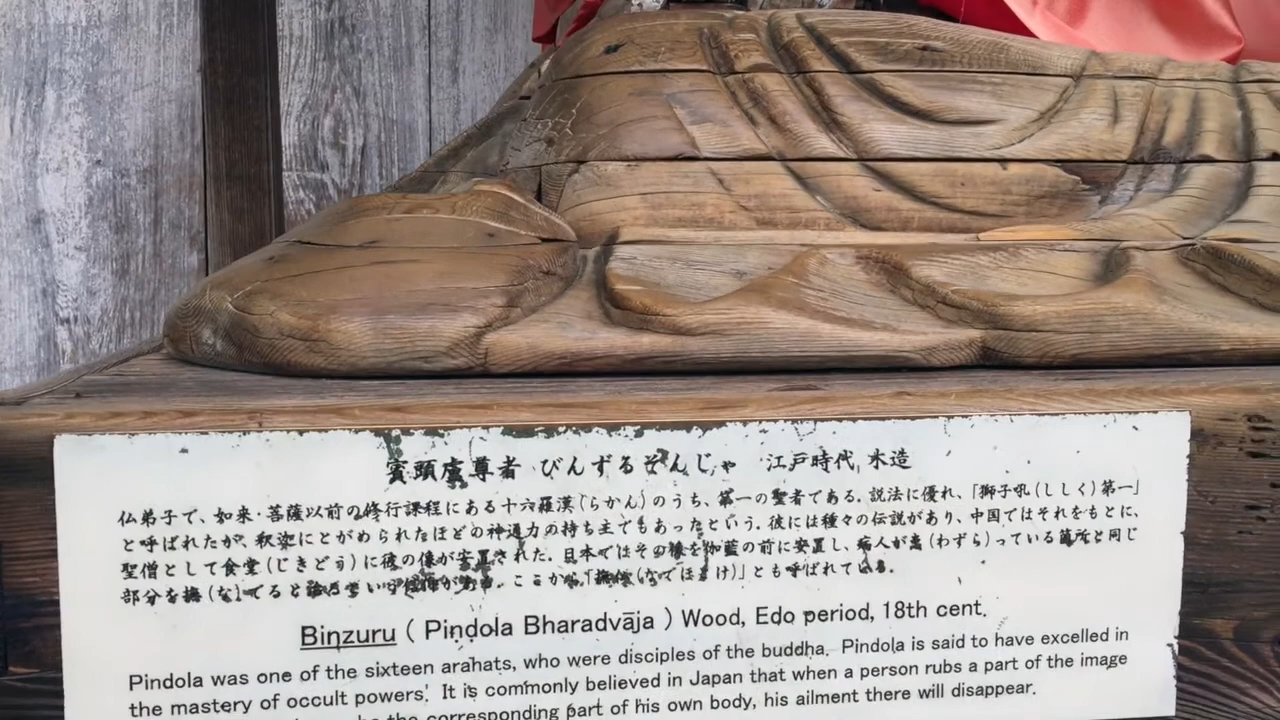 賓頭盧尊者 びんずるそんじゃ 江戸時代, 木造
仏弟子で、如来・菩薩以前の修行課程にある十六羅漢(らかん)のうち、第一の聖者である。説法に優れ、「獅子吼(ししく)第一」
と呼ばれたが、釈迦にとがめられたほどの神通力の持ち主でもあったという。彼には種々の伝説があり、中国ではそれをもとに、
聖僧として食堂(じきどう)に彼の像が安置された。日本ではその像を伽藍の前に安置し、病人が患(わずら)っている箇所と同じ
部分を撫(な)でると いう が 。ここから「撫仏(なでぼとけ)」とも呼ばれている。
Binzuru ( Piṇḍola Bharadvāja ) Wood, Edo period, 18th cent.
Pindola was one of the sixteen arahats, who were disciples of the buddha. Pindola is said to have excelled in
the mastery of occult powers. It is commonly believed in Japan that when a person rubs a part of the image
the corresponding part of his own body, his ailment there will disappear.